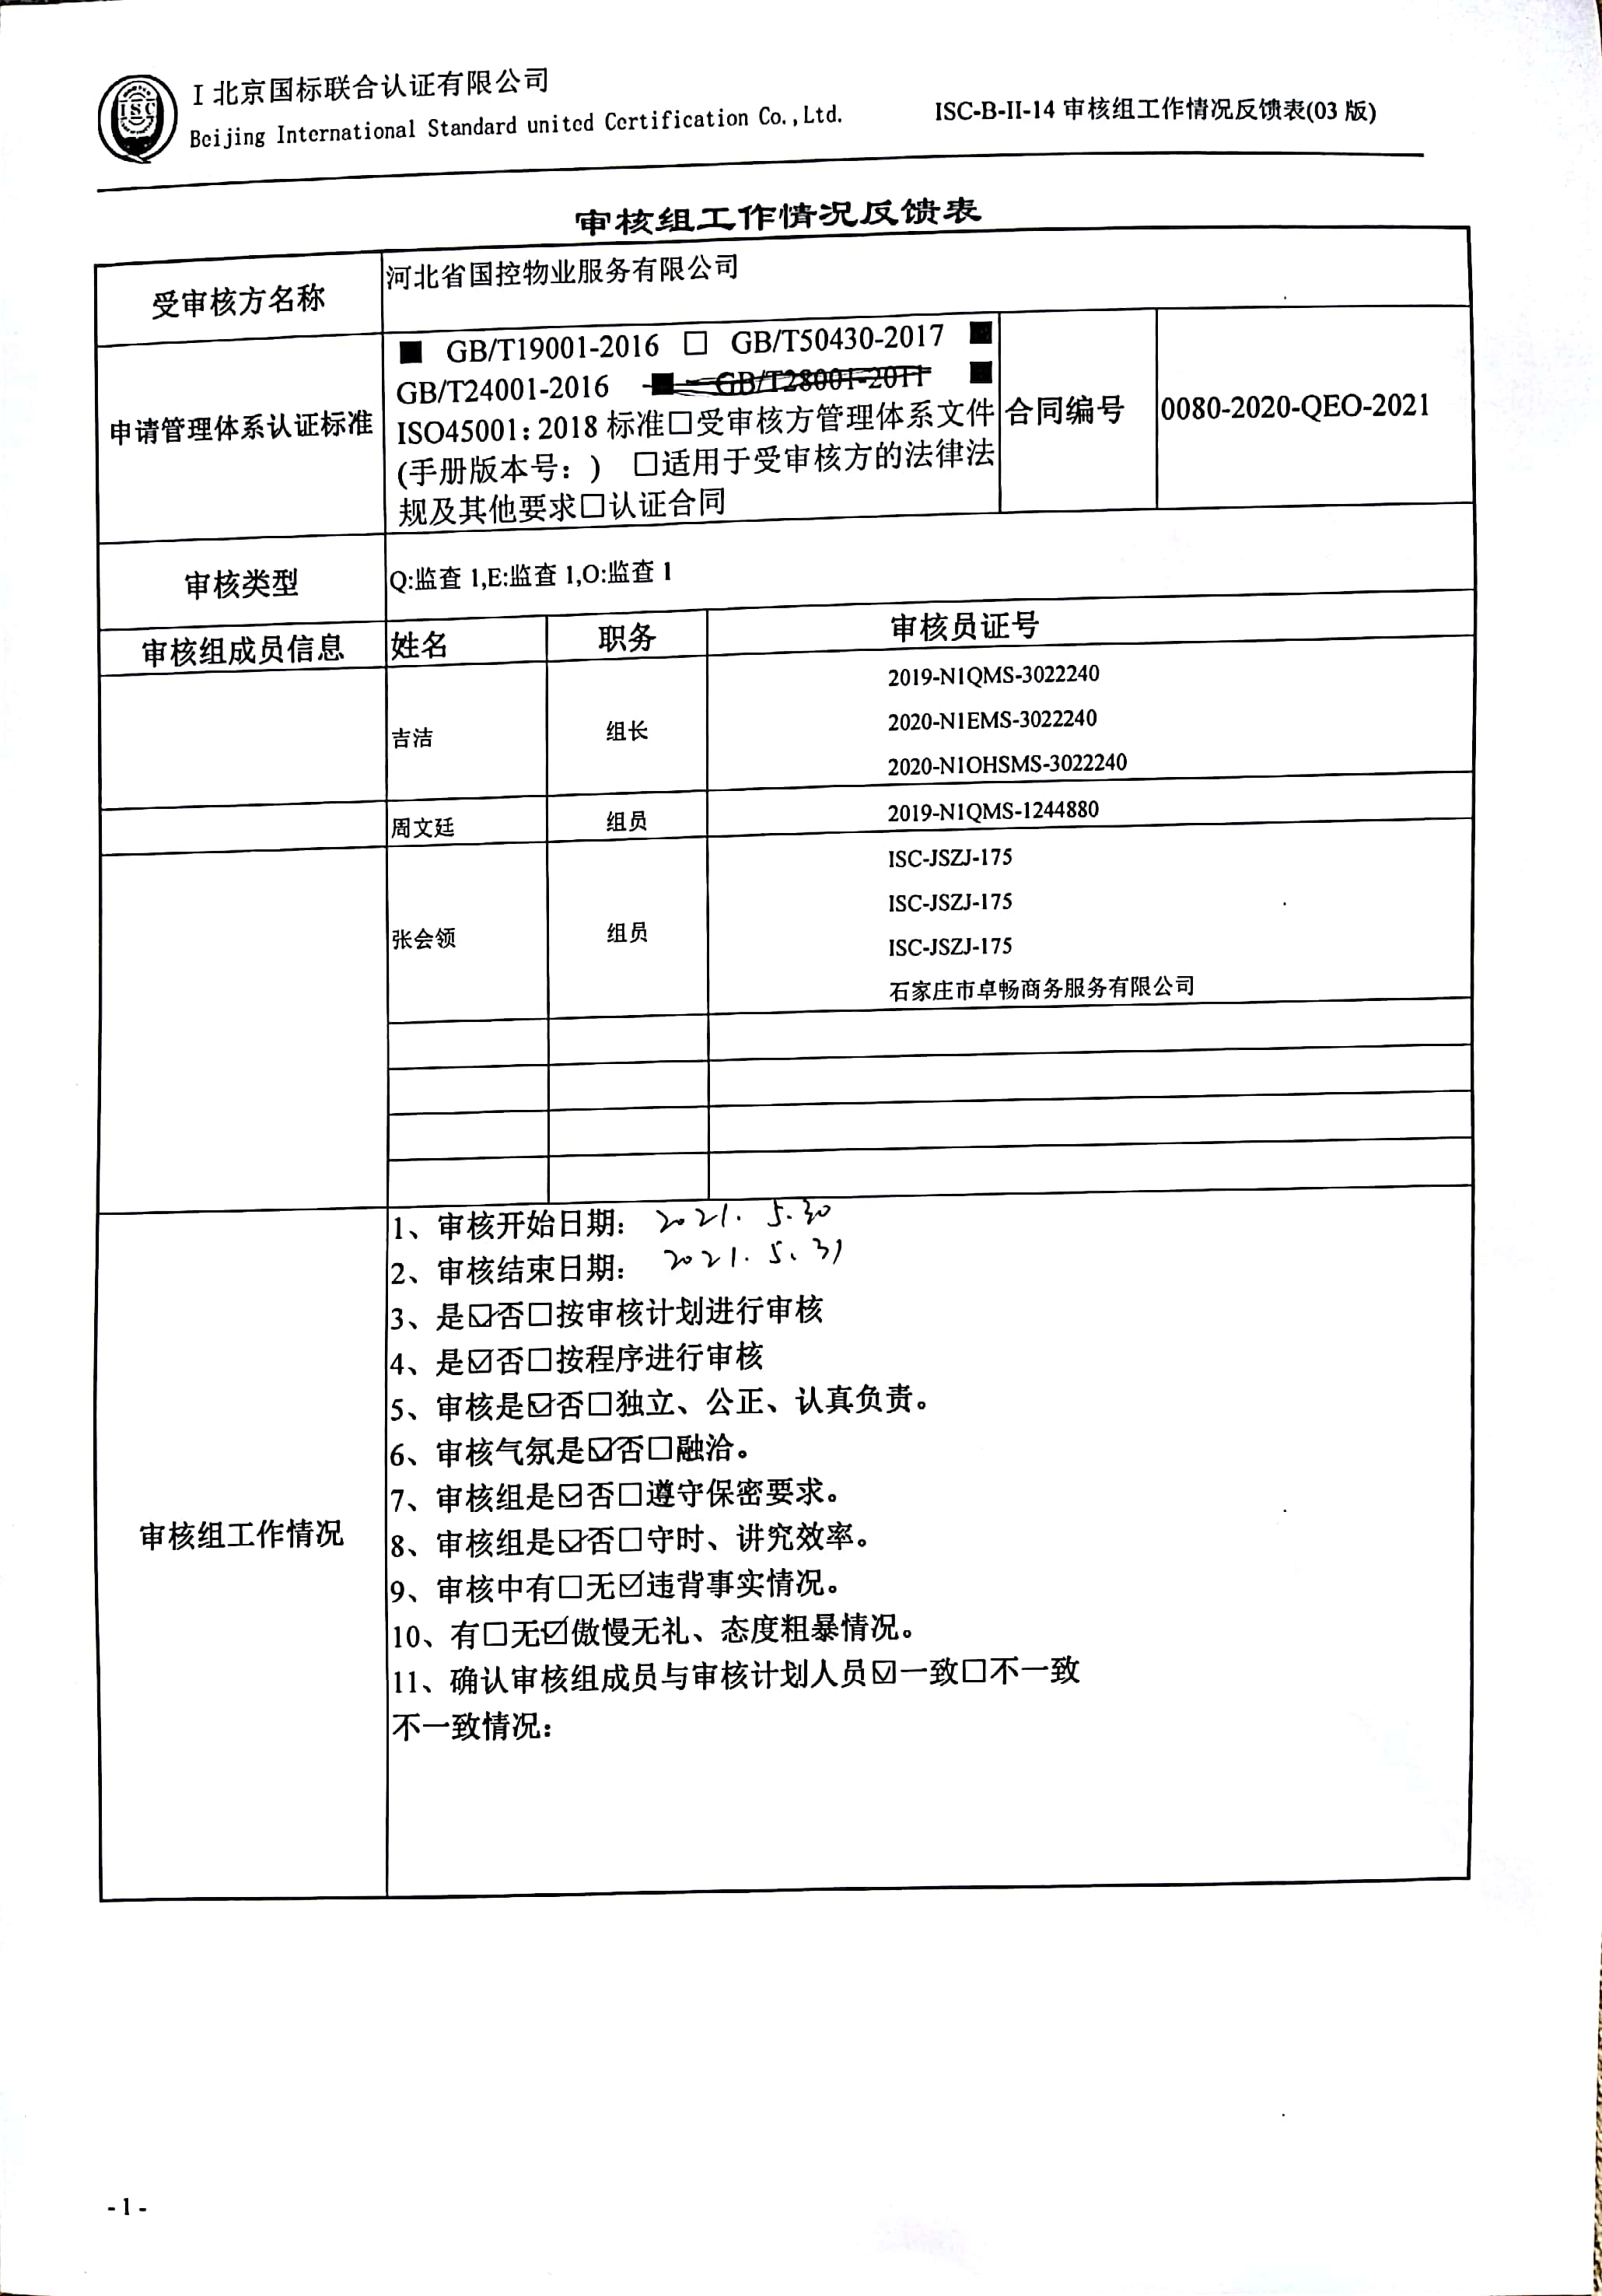 ISC
I 北京国标联合认证有限公司
Beijing International Standard united Certification Co.,Ltd.
ISC-B-II-14 审核组工作情况反馈表(03 版)
审核组工作情况反馈表
受审核方名称
河北省国控物业服务有限公司
申请管理体系认证标准
■ GB/T19001-2016 □ GB/T50430-2017 ■
GB/T24001-2016 ■ GB/T28001-2011 ■
ISO45001：2018 标准□受审核方管理体系文件
(手册版本号：) □适用于受审核方的法律法
规及其他要求□认证合同
合同编号
0080-2020-QEO-2021
审核类型
Q:监查 1,E:监查 1,O:监查 1
审核组成员信息 姓名 职务 审核员证号
吉洁 组长
2019-N1QMS-3022240
2020-N1EMS-3022240
2020-N1OHSMS-3022240
周文廷 组员 2019-N1QMS-1244880
张会领 组员
ISC-JSZJ-175
ISC-JSZJ-175
ISC-JSZJ-175
石家庄市卓畅商务服务有限公司
审核组工作情况
1、审核开始日期： 2021. 5.30
2、审核结束日期： 2021. 5. 31
3、是☑否□按审核计划进行审核
4、是☑否□按程序进行审核
5、审核是☑否□独立、公正、认真负责。
6、审核气氛是☑否□融洽。
7、审核组是☑否□遵守保密要求。
8、审核组是☑否□守时、讲究效率。
9、审核中有□无☑违背事实情况。
10、有□无☑傲慢无礼、态度粗暴情况。
11、确认审核组成员与审核计划人员☑一致□不一致
不一致情况：
- 1 -